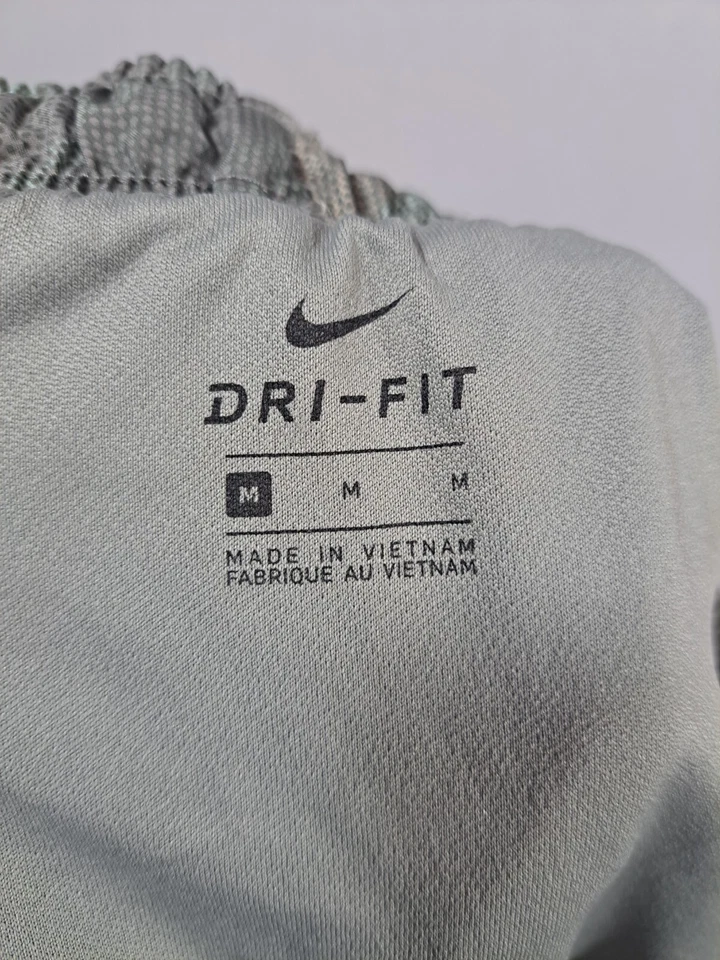 DRI-FIT
M M M
MADE IN VIETNAM
FABRIQUE AU VIETNAM